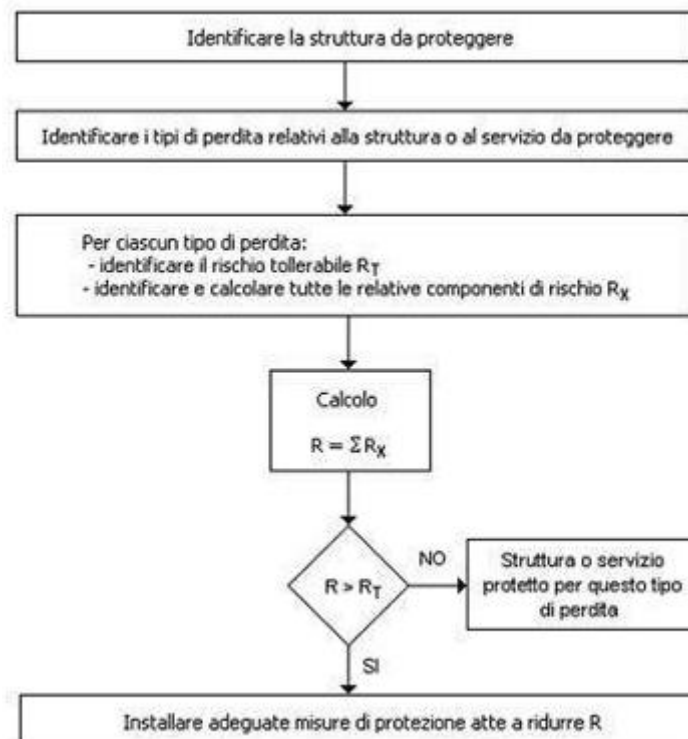 Identificare la struttura da proteggere
Identificare i tipi di perdita relativi alla struttura o al servizio da proteggere
Per ciascun tipo di perdita:
- identificare il rischio tollerabile RT
- identificare e calcolare tutte le relative componenti di rischio RX
Calcolo
R = ΣRX
R > RT
NO
Struttura o servizio
protetto per questo tipo
di perdita
SI
Installare adeguate misure di protezione atte a ridurre R